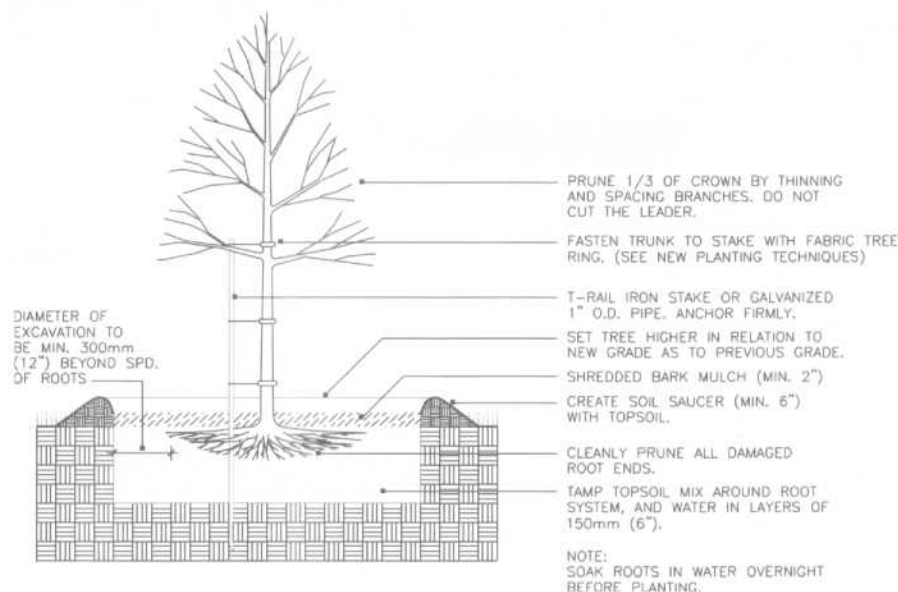 PRUNE 1/3 OF CROWN BY THINNING
AND SPACING BRANCHES. DO NOT
CUT THE LEADER.
FASTEN TRUNK TO STAKE WITH FABRIC TREE
RING. (SEE NEW PLANTING TECHNIQUES)
T-RAIL IRON STAKE OR GALVANIZED
1" O.D. PIPE. ANCHOR FIRMLY.
DIAMETER OF
EXCAVATION TO
BE MIN. 300mm
(12") BEYOND SPD.
OF ROOTS
SET TREE HIGHER IN RELATION TO
NEW GRADE AS TO PREVIOUS GRADE.
SHREDDED BARK MULCH (MIN. 2")
CREATE SOIL SAUCER (MIN. 6")
WITH TOPSOIL.
CLEANLY PRUNE ALL DAMAGED
ROOT ENDS.
TAMP TOPSOIL MIX AROUND ROOT
SYSTEM, AND WATER IN LAYERS OF
150mm (6").
NOTE:
SOAK ROOTS IN WATER OVERNIGHT
BEFORE PLANTING.